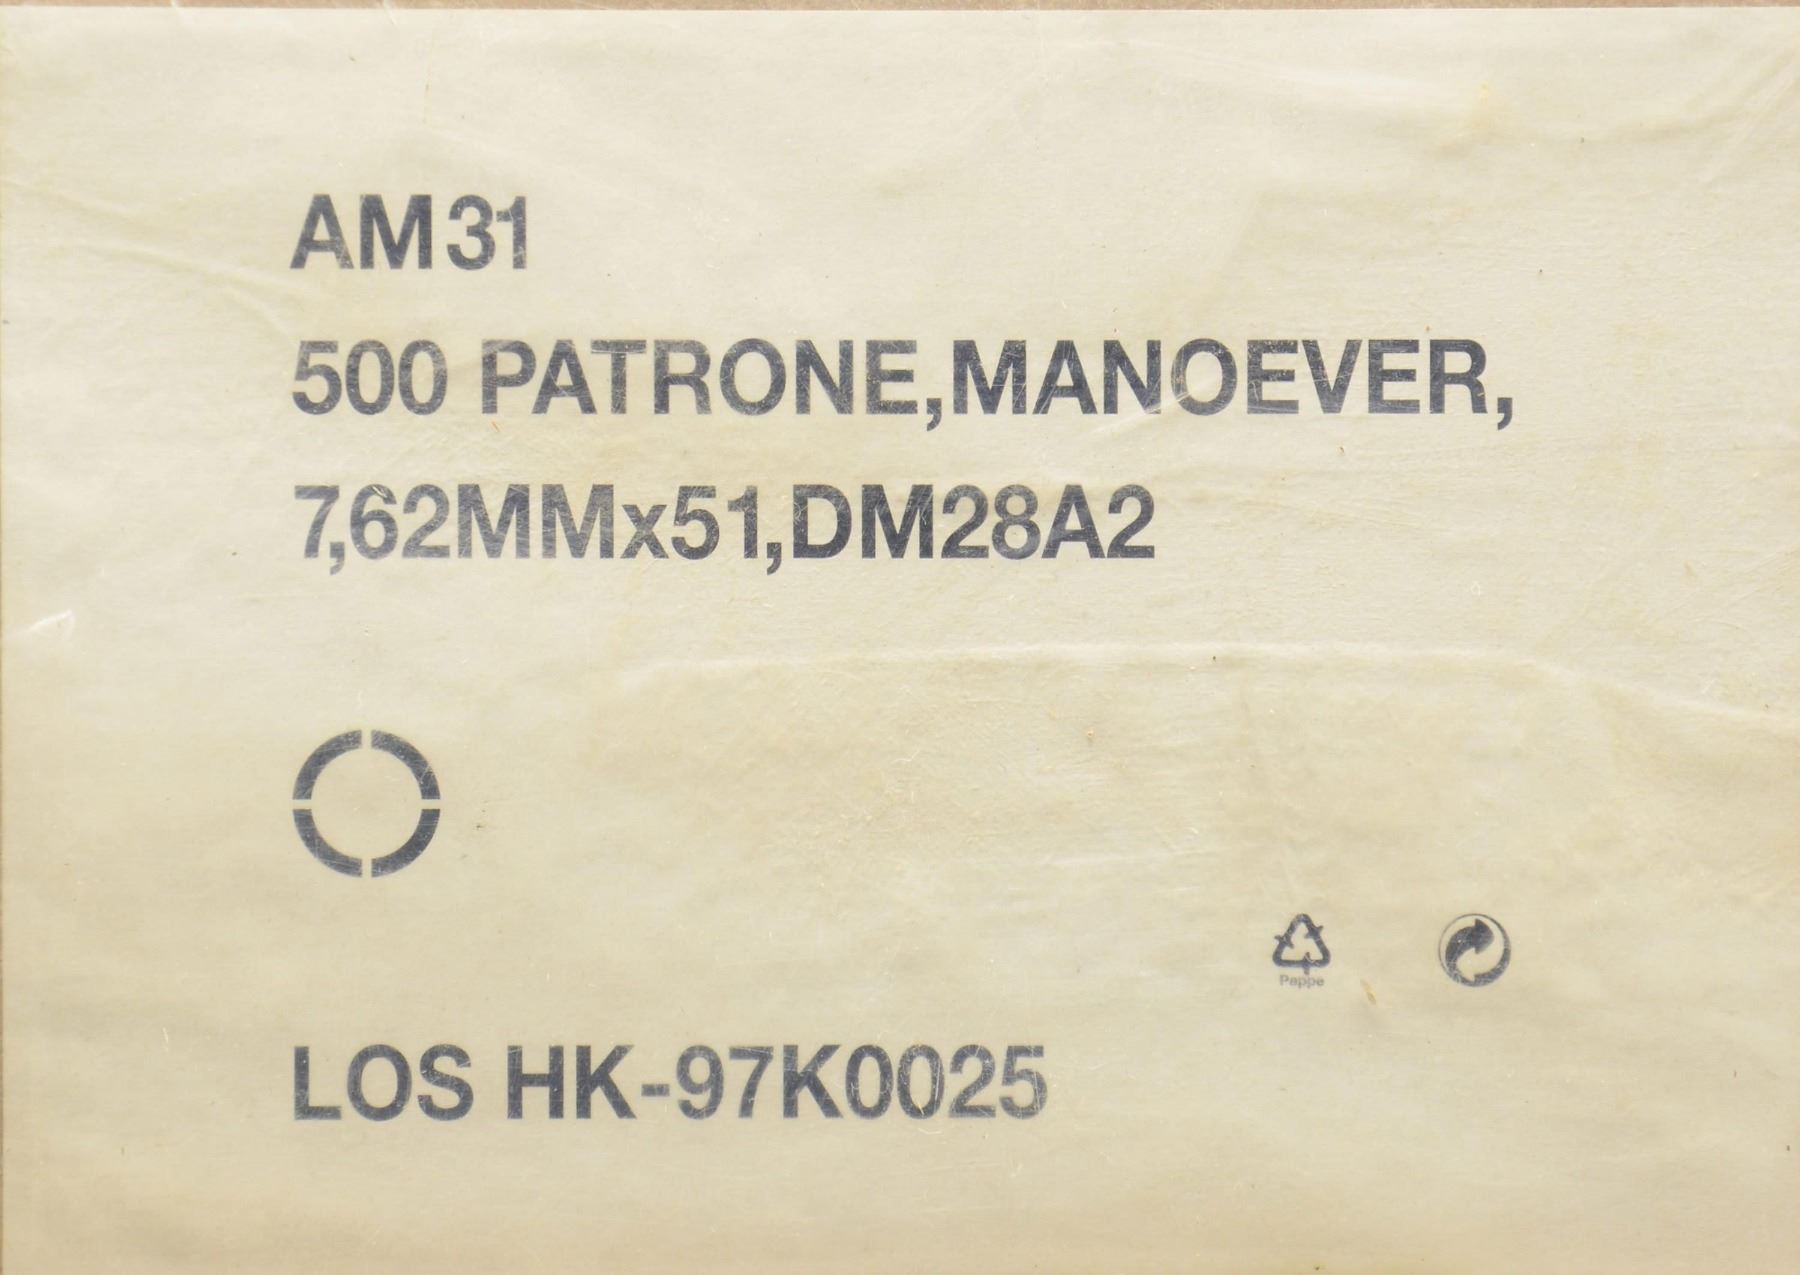 AM31
500 PATRONE,MANOEVER,
7,62MMx51,DM28A2
Pappe
LOS HK-97K0025